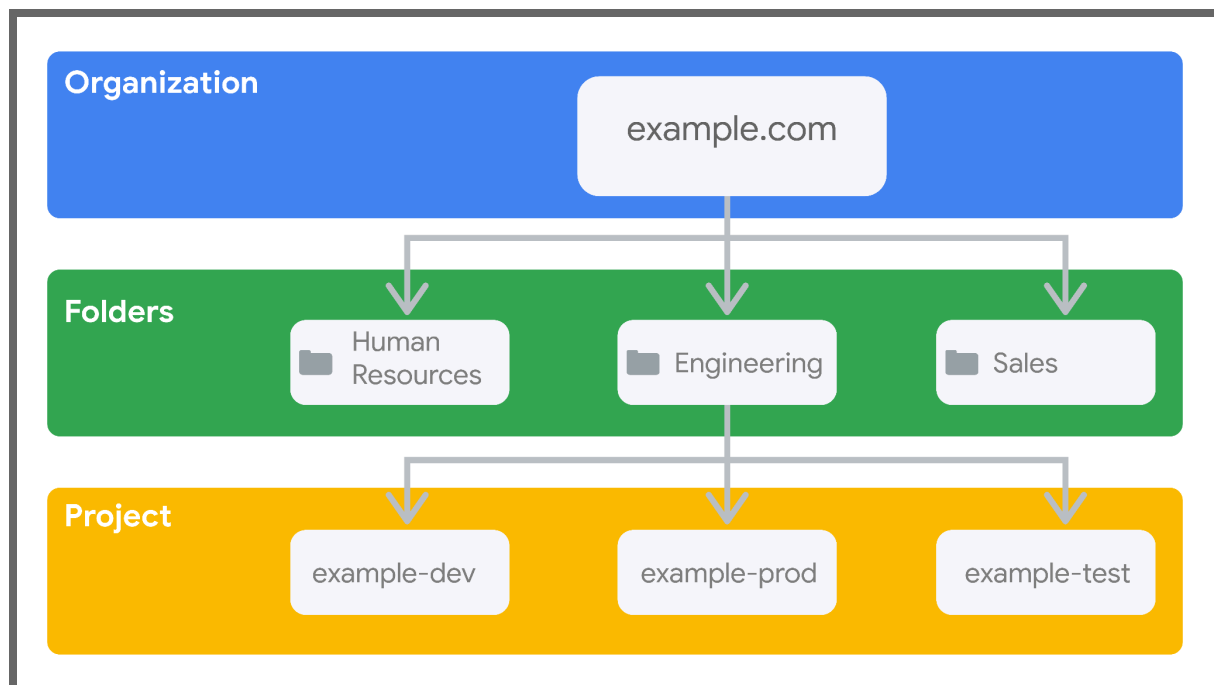 Organization
example.com
Folders
Human
Resources
Engineering
Sales
Project
example-dev
example-prod
example-test